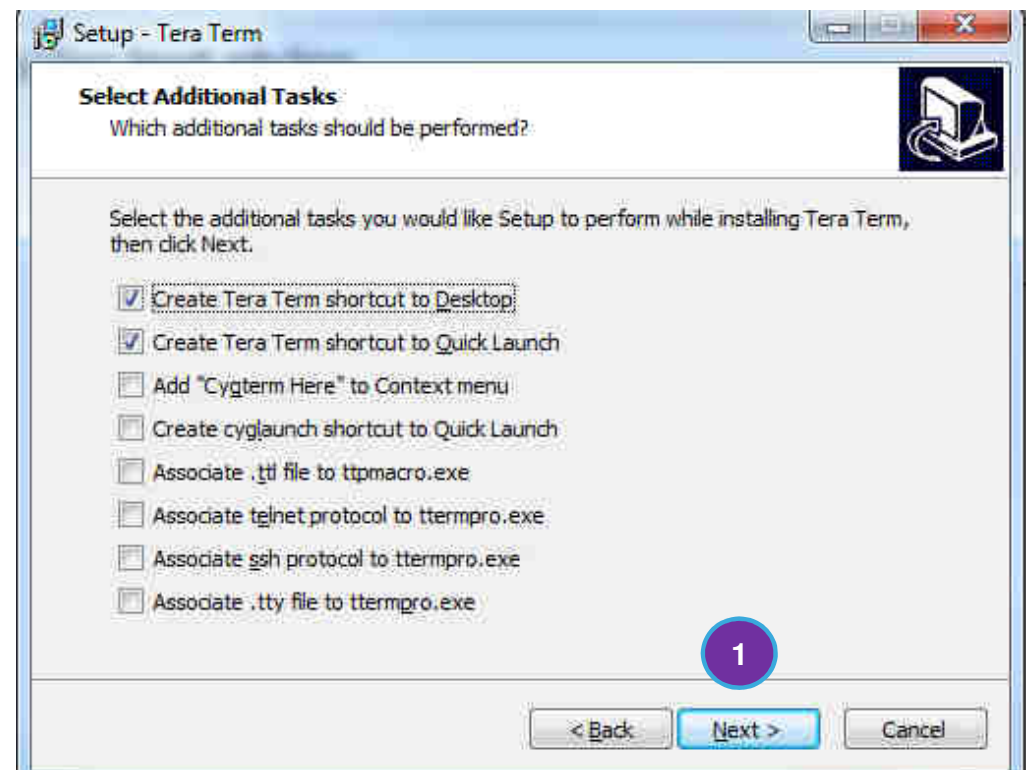 Setup - Tera Term
Select Additional Tasks
Which additional tasks should be performed?
Select the additional tasks you would like Setup to perform while installing Tera Term,
then click Next.
Create Tera Term shortcut to Desktop
Create Tera Term shortcut to Quick Launch
Add "Cygterm Here" to Context menu
Create cyglaunch shortcut to Quick Launch
Associate .ttl file to ttpmacro.exe
Associate telnet protocol to ttermpro.exe
Associate ssh protocol to ttermpro.exe
Associate .tty file to ttermpro.exe
1
< Back Next > Cancel